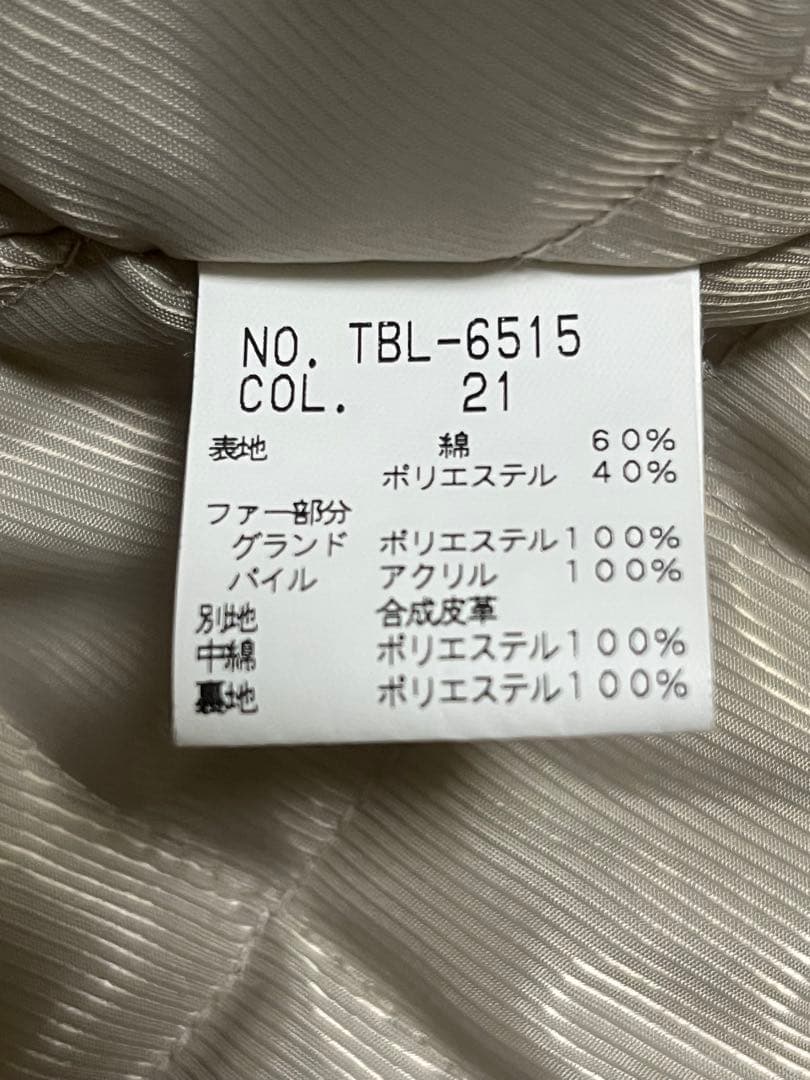 NO. TBL-6515
COL. 21
表地 綿 60%
ポリエステル 40%
ファー部分
グランド ポリエステル100%
パイル アクリル 100%
別地 合成皮革
中綿 ポリエステル100%
裏地 ポリエステル100%